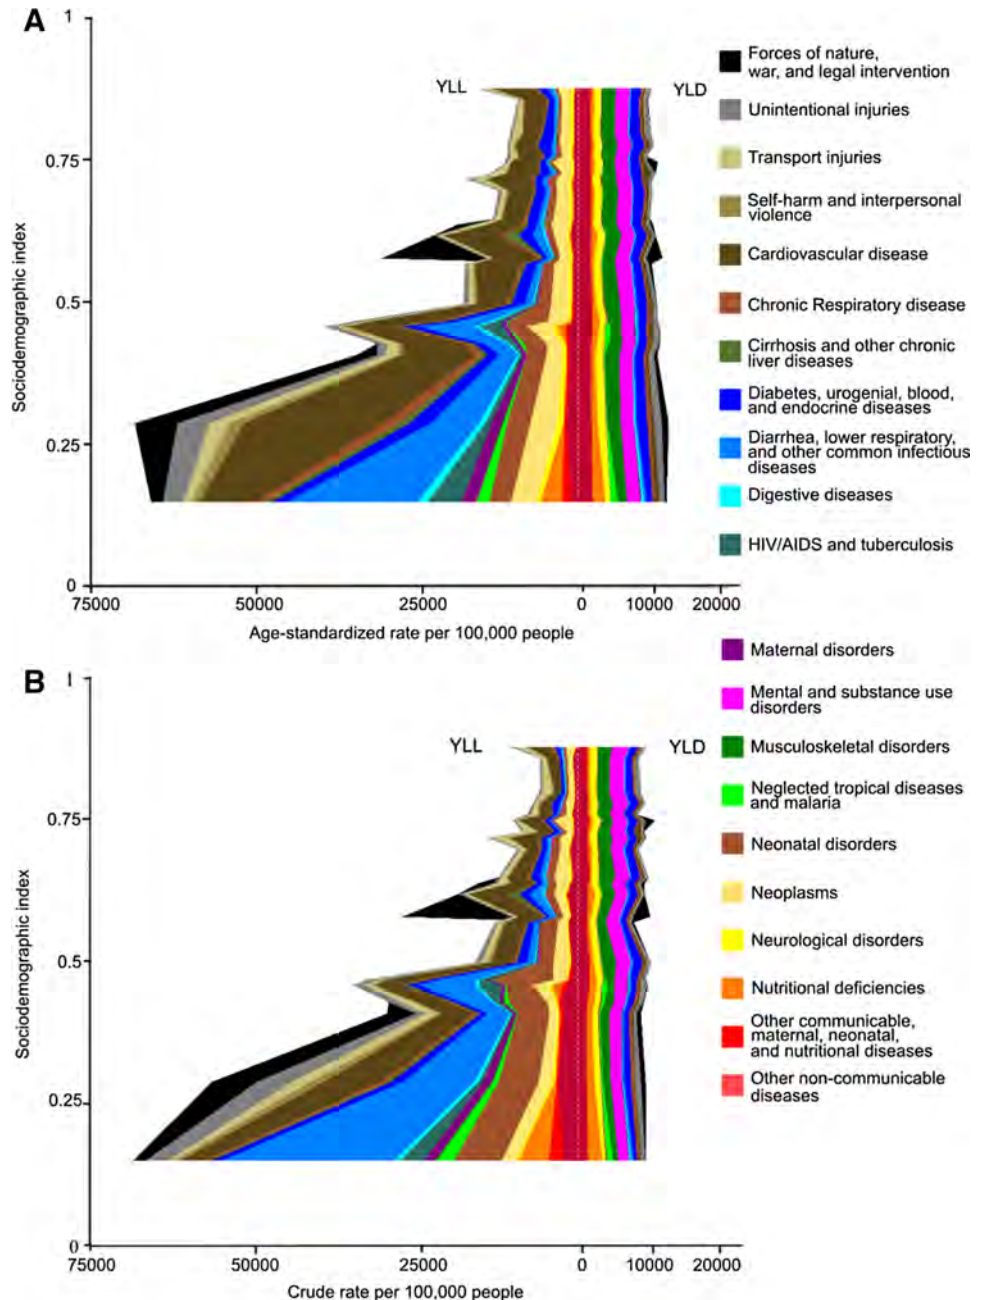 A
1
YLL
YLD
0.75
0.5
0.25
0
75000
50000
25000
0
10000
20000
Sociodemographic index
Age-standardized rate per 100,000 people
Forces of nature,
war, and legal intervention
Unintentional injuries
Transport injuries
Self-harm and interpersonal
violence
Cardiovascular disease
Chronic Respiratory disease
Cirrhosis and other chronic
liver diseases
Diabetes, urogenial, blood,
and endocrine diseases
Diarrhea, lower respiratory,
and other common infectious
diseases
Digestive diseases
HIV/AIDS and tuberculosis
Maternal disorders
Mental and substance use
disorders
Musculoskeletal disorders
Neglected tropical diseases
and malaria
Neonatal disorders
Neoplasms
Neurological disorders
Nutritional deficiencies
Other communicable,
maternal, neonatal,
and nutritional diseases
Other non-communicable
diseases
B
1
YLL
YLD
0.75
0.5
0.25
0
75000
50000
25000
0
10000
20000
Sociodemographic index
Crude rate per 100,000 people